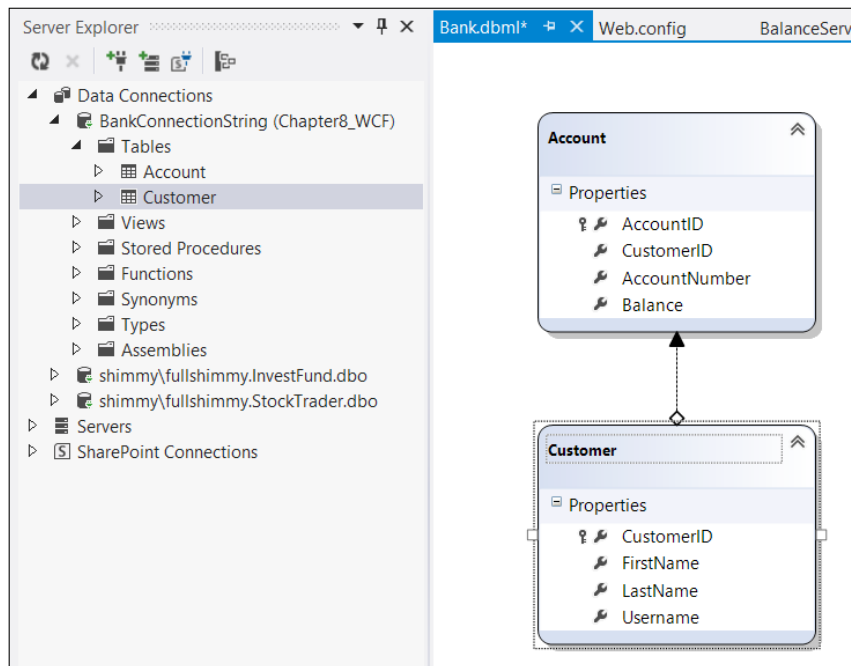 Server Explorer
Data Connections
BankConnectionString (Chapter8_WCF)
Tables
Account
Customer
Views
Stored Procedures
Functions
Synonyms
Types
Assemblies
shimmy\fullshimmy.InvestFund.dbo
shimmy\fullshimmy.StockTrader.dbo
Servers
SharePoint Connections
Bank.dbml* Web.config BalanceServ
Account
Properties
AccountID
CustomerID
AccountNumber
Balance
Customer
Properties
CustomerID
FirstName
LastName
Username